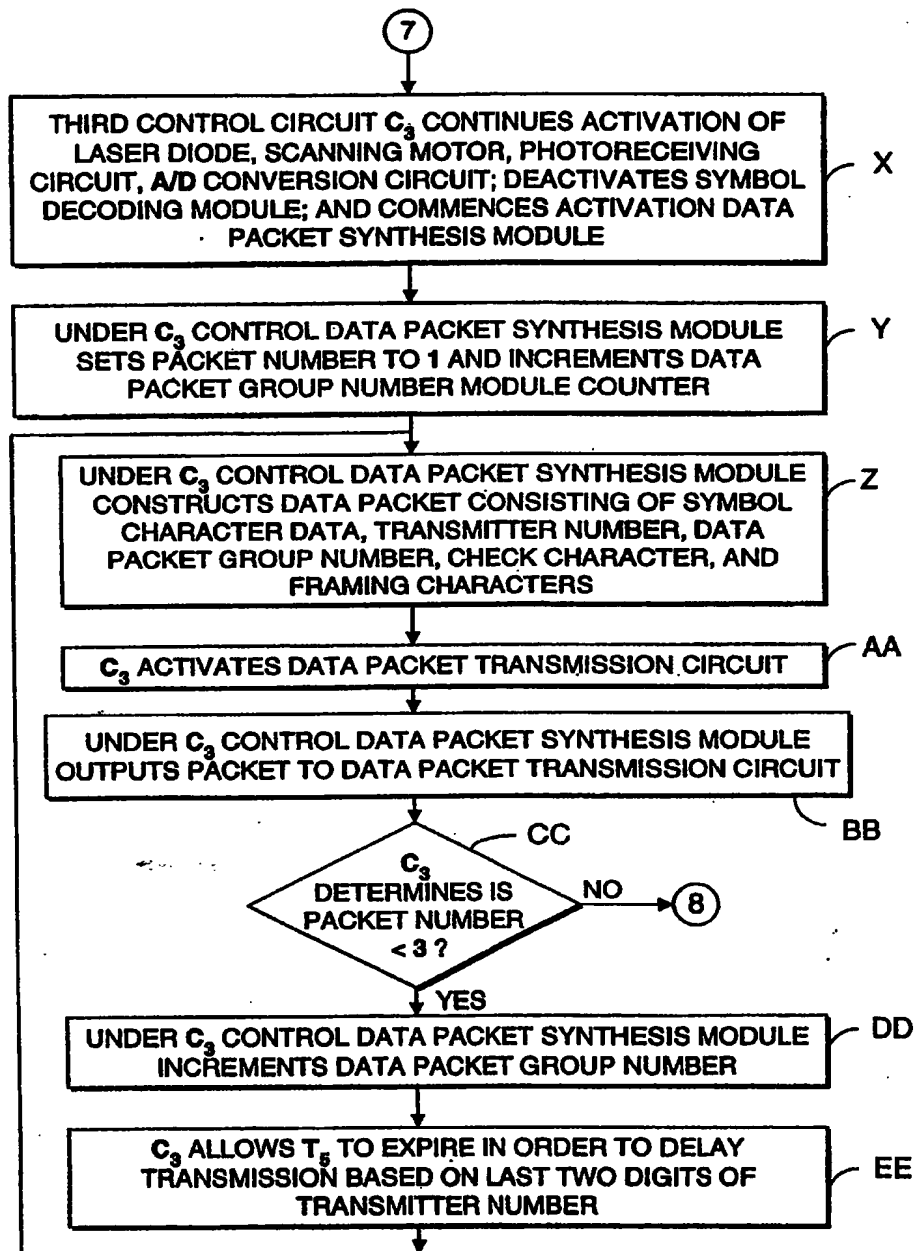 7
THIRD CONTROL CIRCUIT C₃ CONTINUES ACTIVATION OF
LASER DIODE, SCANNING MOTOR, PHOTORECEIVING
CIRCUIT, A/D CONVERSION CIRCUIT; DEACTIVATES SYMBOL
DECODING MODULE; AND COMMENCES ACTIVATION DATA
PACKET SYNTHESIS MODULE
X
UNDER C₃ CONTROL DATA PACKET SYNTHESIS MODULE
SETS PACKET NUMBER TO 1 AND INCREMENTS DATA
PACKET GROUP NUMBER MODULE COUNTER
Y
UNDER C₃ CONTROL DATA PACKET SYNTHESIS MODULE
CONSTRUCTS DATA PACKET CONSISTING OF SYMBOL
CHARACTER DATA, TRANSMITTER NUMBER, DATA
PACKET GROUP NUMBER, CHECK CHARACTER, AND
FRAMING CHARACTERS
Z
C₃ ACTIVATES DATA PACKET TRANSMISSION CIRCUIT
AA
UNDER C₃ CONTROL DATA PACKET SYNTHESIS MODULE
OUTPUTS PACKET TO DATA PACKET TRANSMISSION CIRCUIT
BB
CC
C₃
DETERMINES IS
PACKET NUMBER
< 3 ?
NO
8
YES
UNDER C₃ CONTROL DATA PACKET SYNTHESIS MODULE
INCREMENTS DATA PACKET GROUP NUMBER
DD
C₃ ALLOWS T₅ TO EXPIRE IN ORDER TO DELAY
TRANSMISSION BASED ON LAST TWO DIGITS OF
TRANSMITTER NUMBER
EE